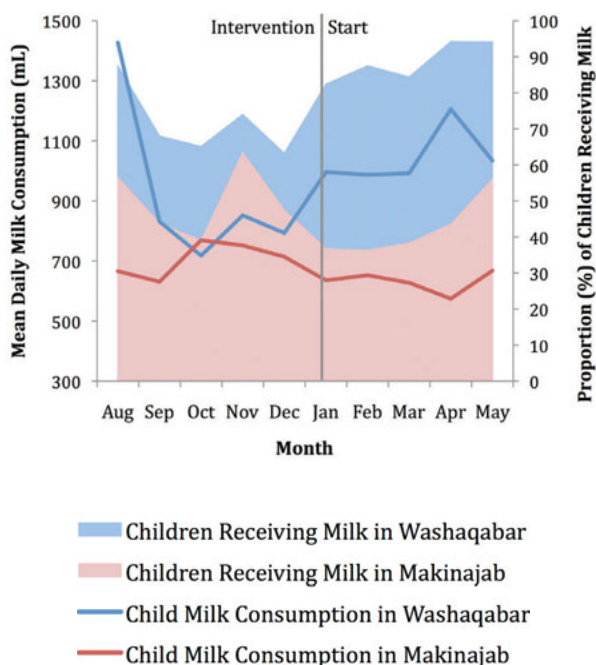 Intervention Start
Mean Daily Milk Consumption (mL)
1500
1300
1100
900
700
500
300
100
90
80
70
60
50
40
30
20
10
0
Proportion (%) of Children Receiving Milk
Aug Sep Oct Nov Dec Jan Feb Mar Apr May
Month
Children Receiving Milk in Washaqabar
Children Receiving Milk in Makinajab
Child Milk Consumption in Washaqabar
Child Milk Consumption in Makinajab